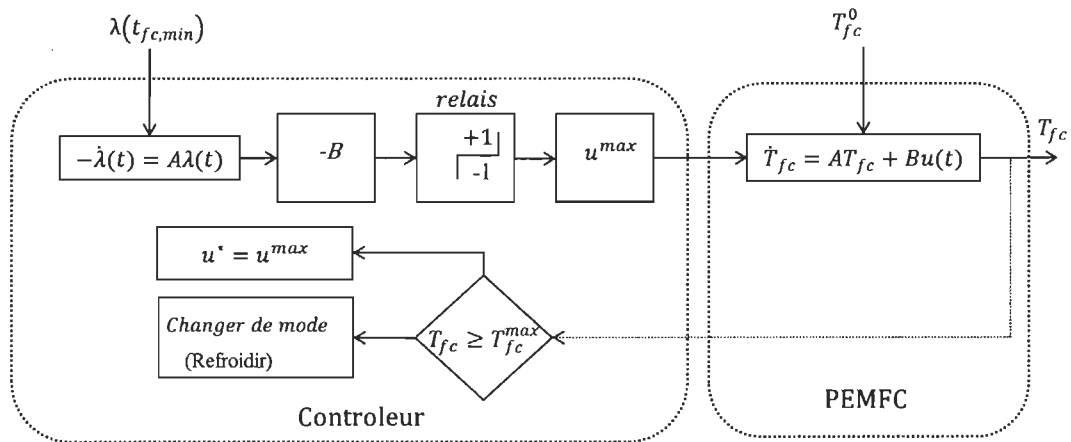 λ(t_{fc,min})
T_{fc}^{0}
relais
T_{fc}
−λ̇(t) = Aλ(t)
-B
+1
-1
u^{max}
Ṫ_{fc} = AT_{fc} + Bu(t)
u* = u^{max}
Changer de mode
(Refroidir)
T_{fc} ≥ T_{fc}^{max}
Controleur
PEMFC